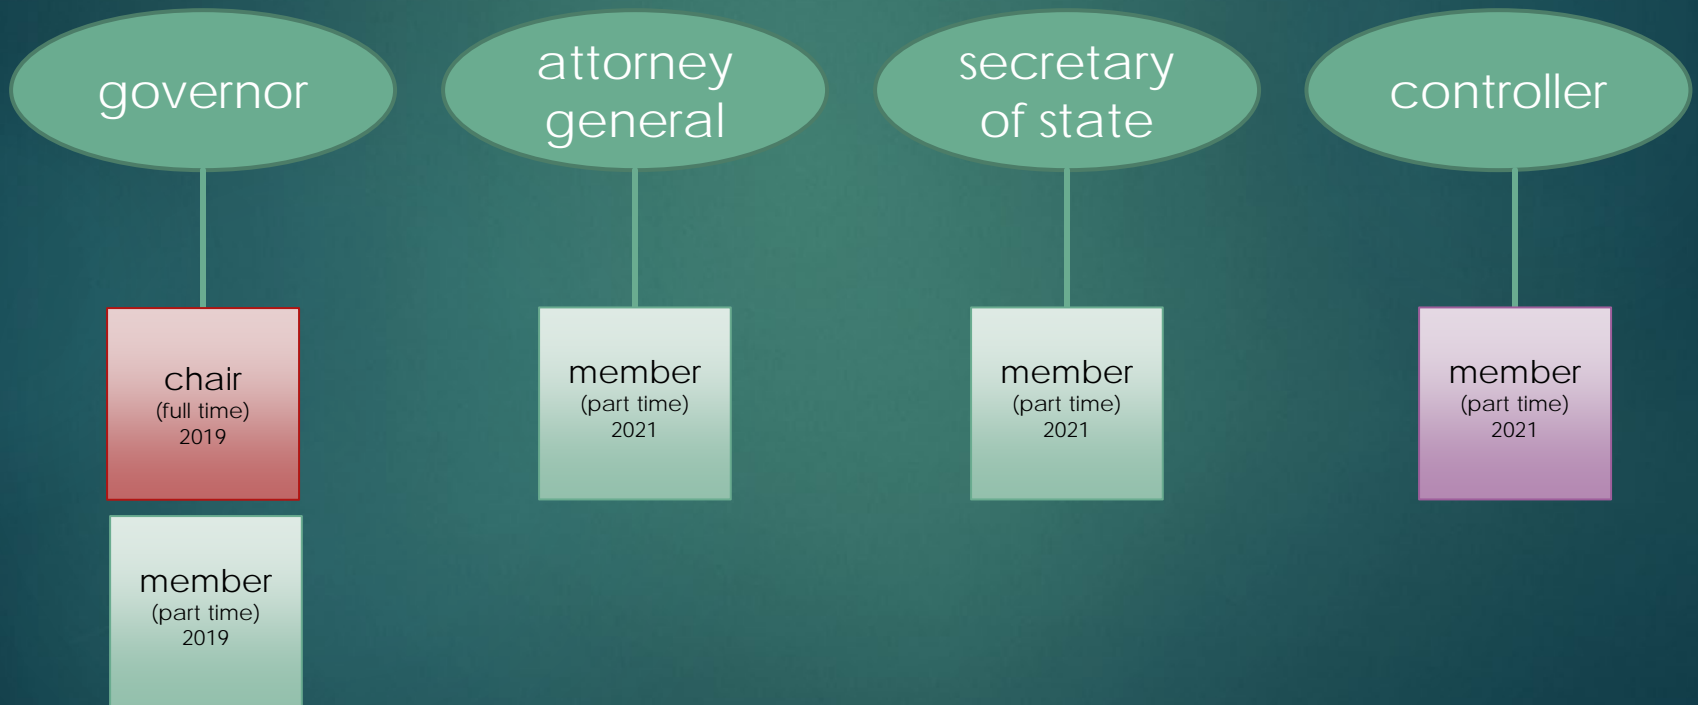 governor
attorney
general
secretary
of state
controller
chair
(full time)
2019
member
(part time)
2021
member
(part time)
2021
member
(part time)
2021
member
(part time)
2019